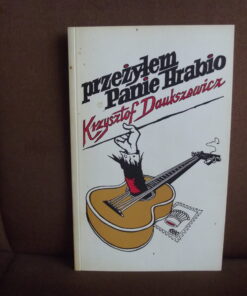 przeżyłem
Panie Hrabio
Krzysztof Daukszewicz